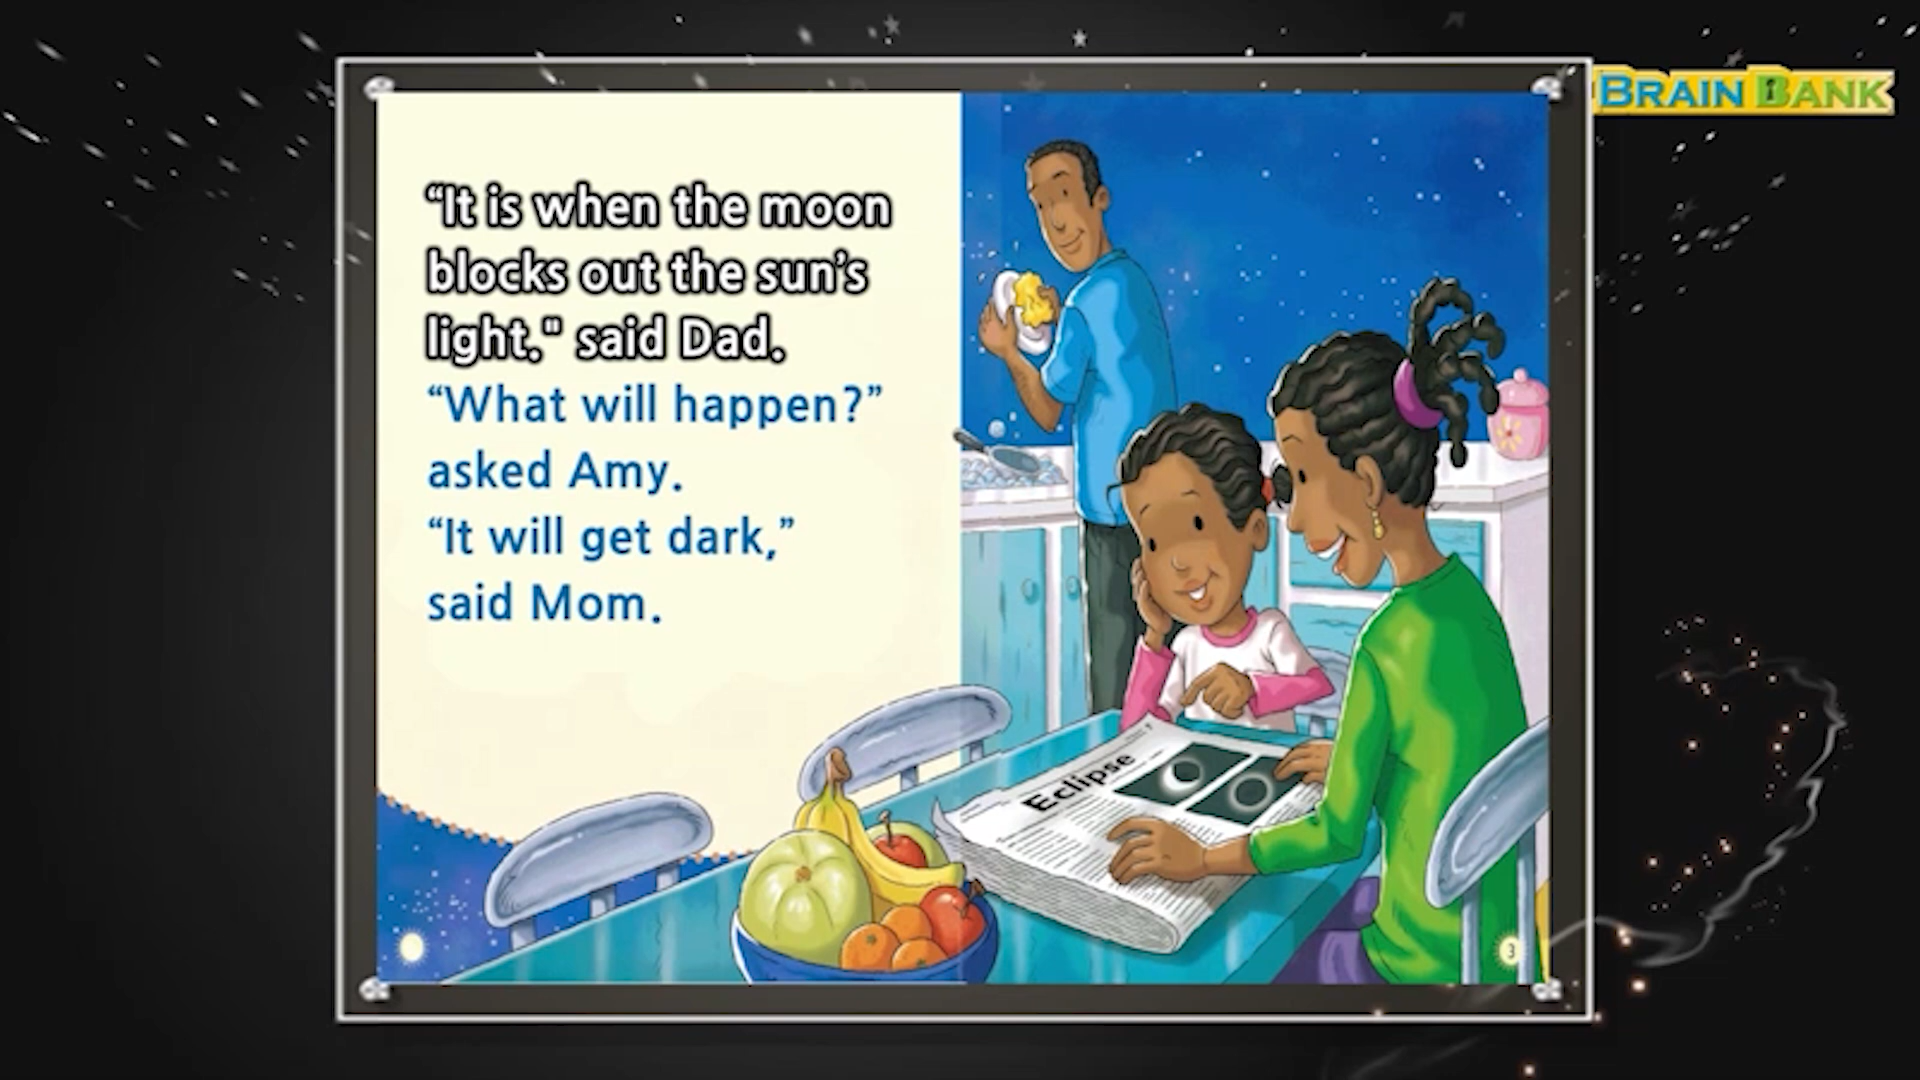 BRAIN BANK
“It is when the moon
blocks out the sun’s
light." said Dad.
“What will happen?”
asked Amy.
“It will get dark,”
said Mom.
Eclipse
3